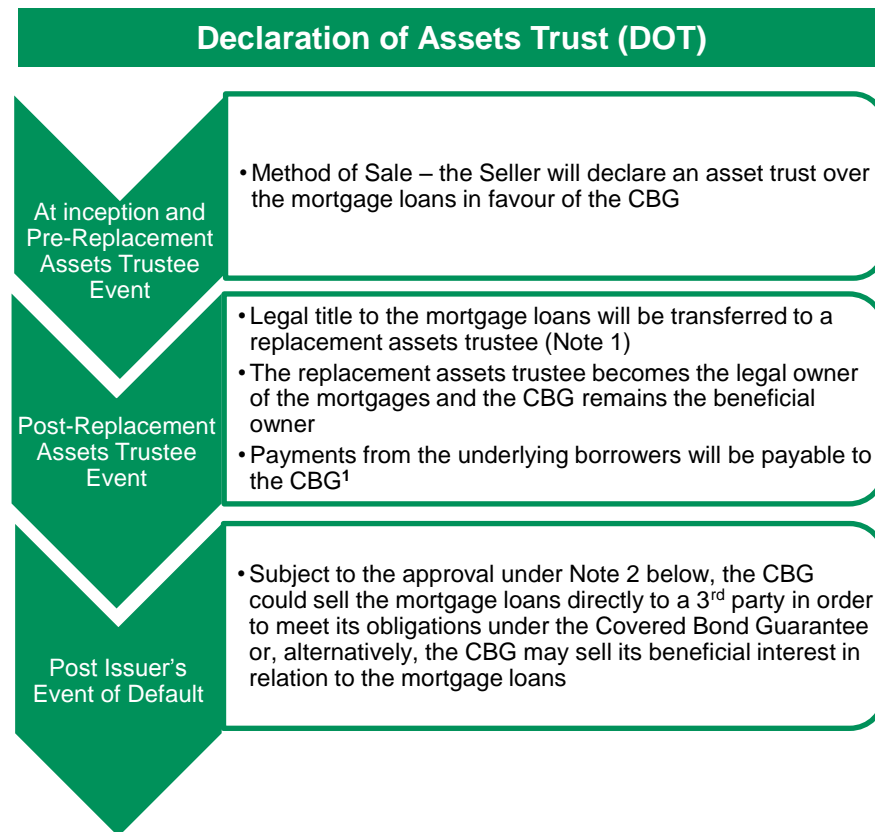 Declaration of Assets Trust (DOT)
At inception and
Pre-Replacement
Assets Trustee
Event
• Method of Sale – the Seller will declare an asset trust over
the mortgage loans in favour of the CBG
Post-Replacement
Assets Trustee
Event
• Legal title to the mortgage loans will be transferred to a
replacement assets trustee (Note 1)
• The replacement assets trustee becomes the legal owner
of the mortgages and the CBG remains the beneficial
owner
• Payments from the underlying borrowers will be payable to
the CBG¹
Post Issuer's
Event of Default
• Subject to the approval under Note 2 below, the CBG
could sell the mortgage loans directly to a 3rd party in order
to meet its obligations under the Covered Bond Guarantee
or, alternatively, the CBG may sell its beneficial interest in
relation to the mortgage loans